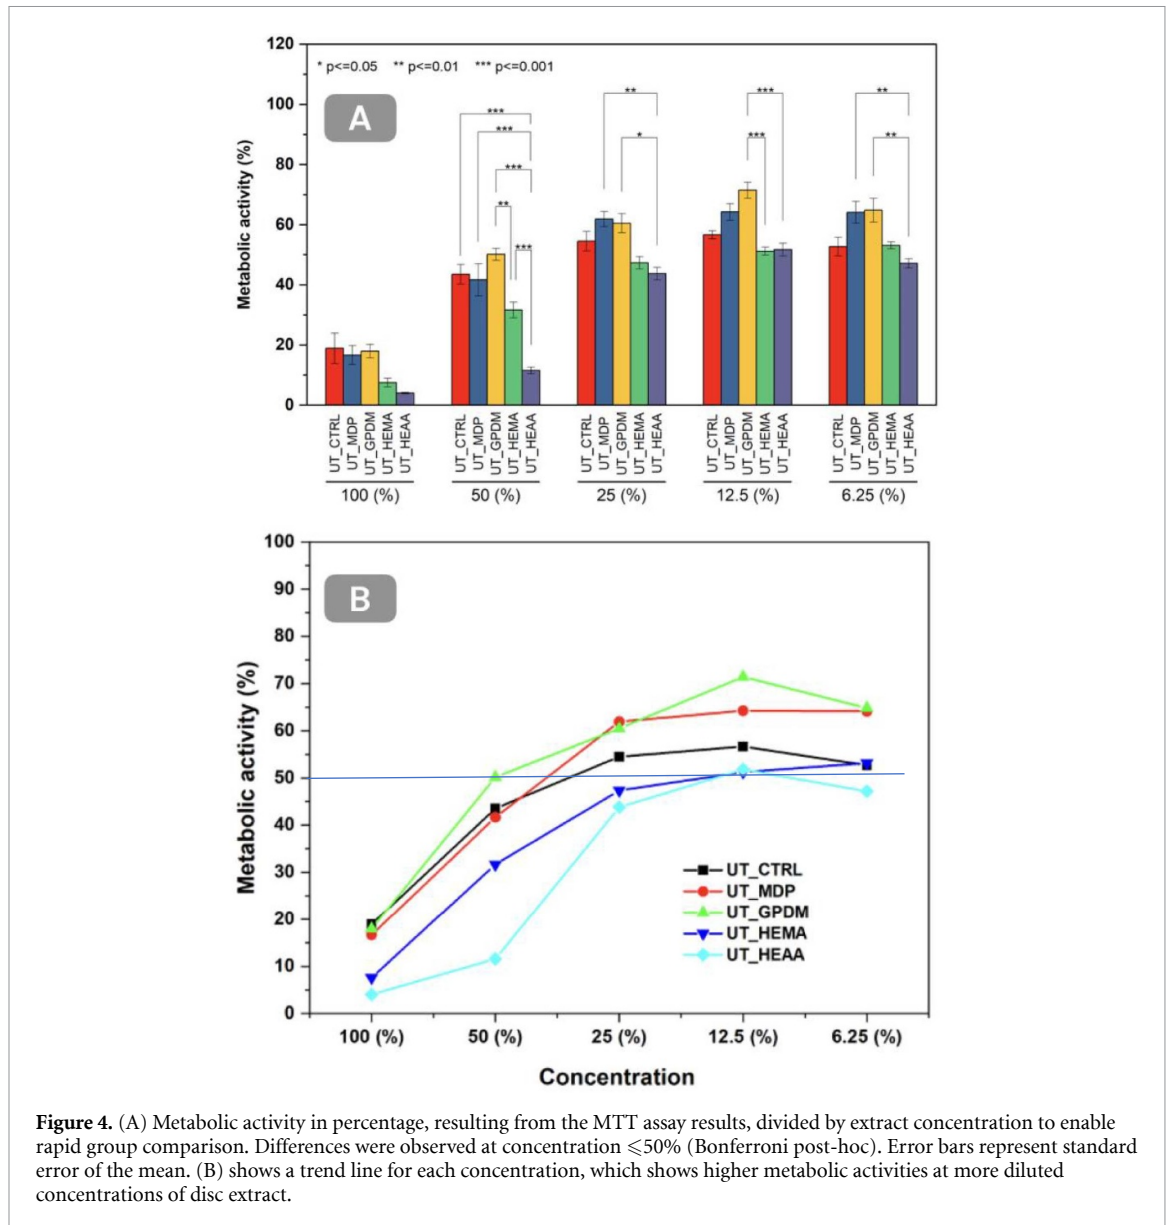 120
100
80
60
40
20
0
Metabolic activity (%)
* p<=0.05 ** p<=0.01 *** p<=0.001
A
***
***
***
**
***
**
*
***
***
**
**
UT_CTRL
UT_MDP
UT_GPDM
UT_HEMA
UT_HEAA
UT_CTRL
UT_MDP
UT_GPDM
UT_HEMA
UT_HEAA
UT_CTRL
UT_MDP
UT_GPDM
UT_HEMA
UT_HEAA
UT_CTRL
UT_MDP
UT_GPDM
UT_HEMA
UT_HEAA
UT_CTRL
UT_MDP
UT_GPDM
UT_HEMA
UT_HEAA
100 (%) 50 (%) 25 (%) 12.5 (%) 6.25 (%)
100
90
80
70
60
50
40
30
20
10
0
Metabolic activity (%)
B
UT_CTRL
UT_MDP
UT_GPDM
UT_HEMA
UT_HEAA
100 (%) 50 (%) 25 (%) 12.5 (%) 6.25 (%)
Concentration
Figure 4. (A) Metabolic activity in percentage, resulting from the MTT assay results, divided by extract concentration to enable
rapid group comparison. Differences were observed at concentration ⩽50% (Bonferroni post-hoc). Error bars represent standard
error of the mean. (B) shows a trend line for each concentration, which shows higher metabolic activities at more diluted
concentrations of disc extract.